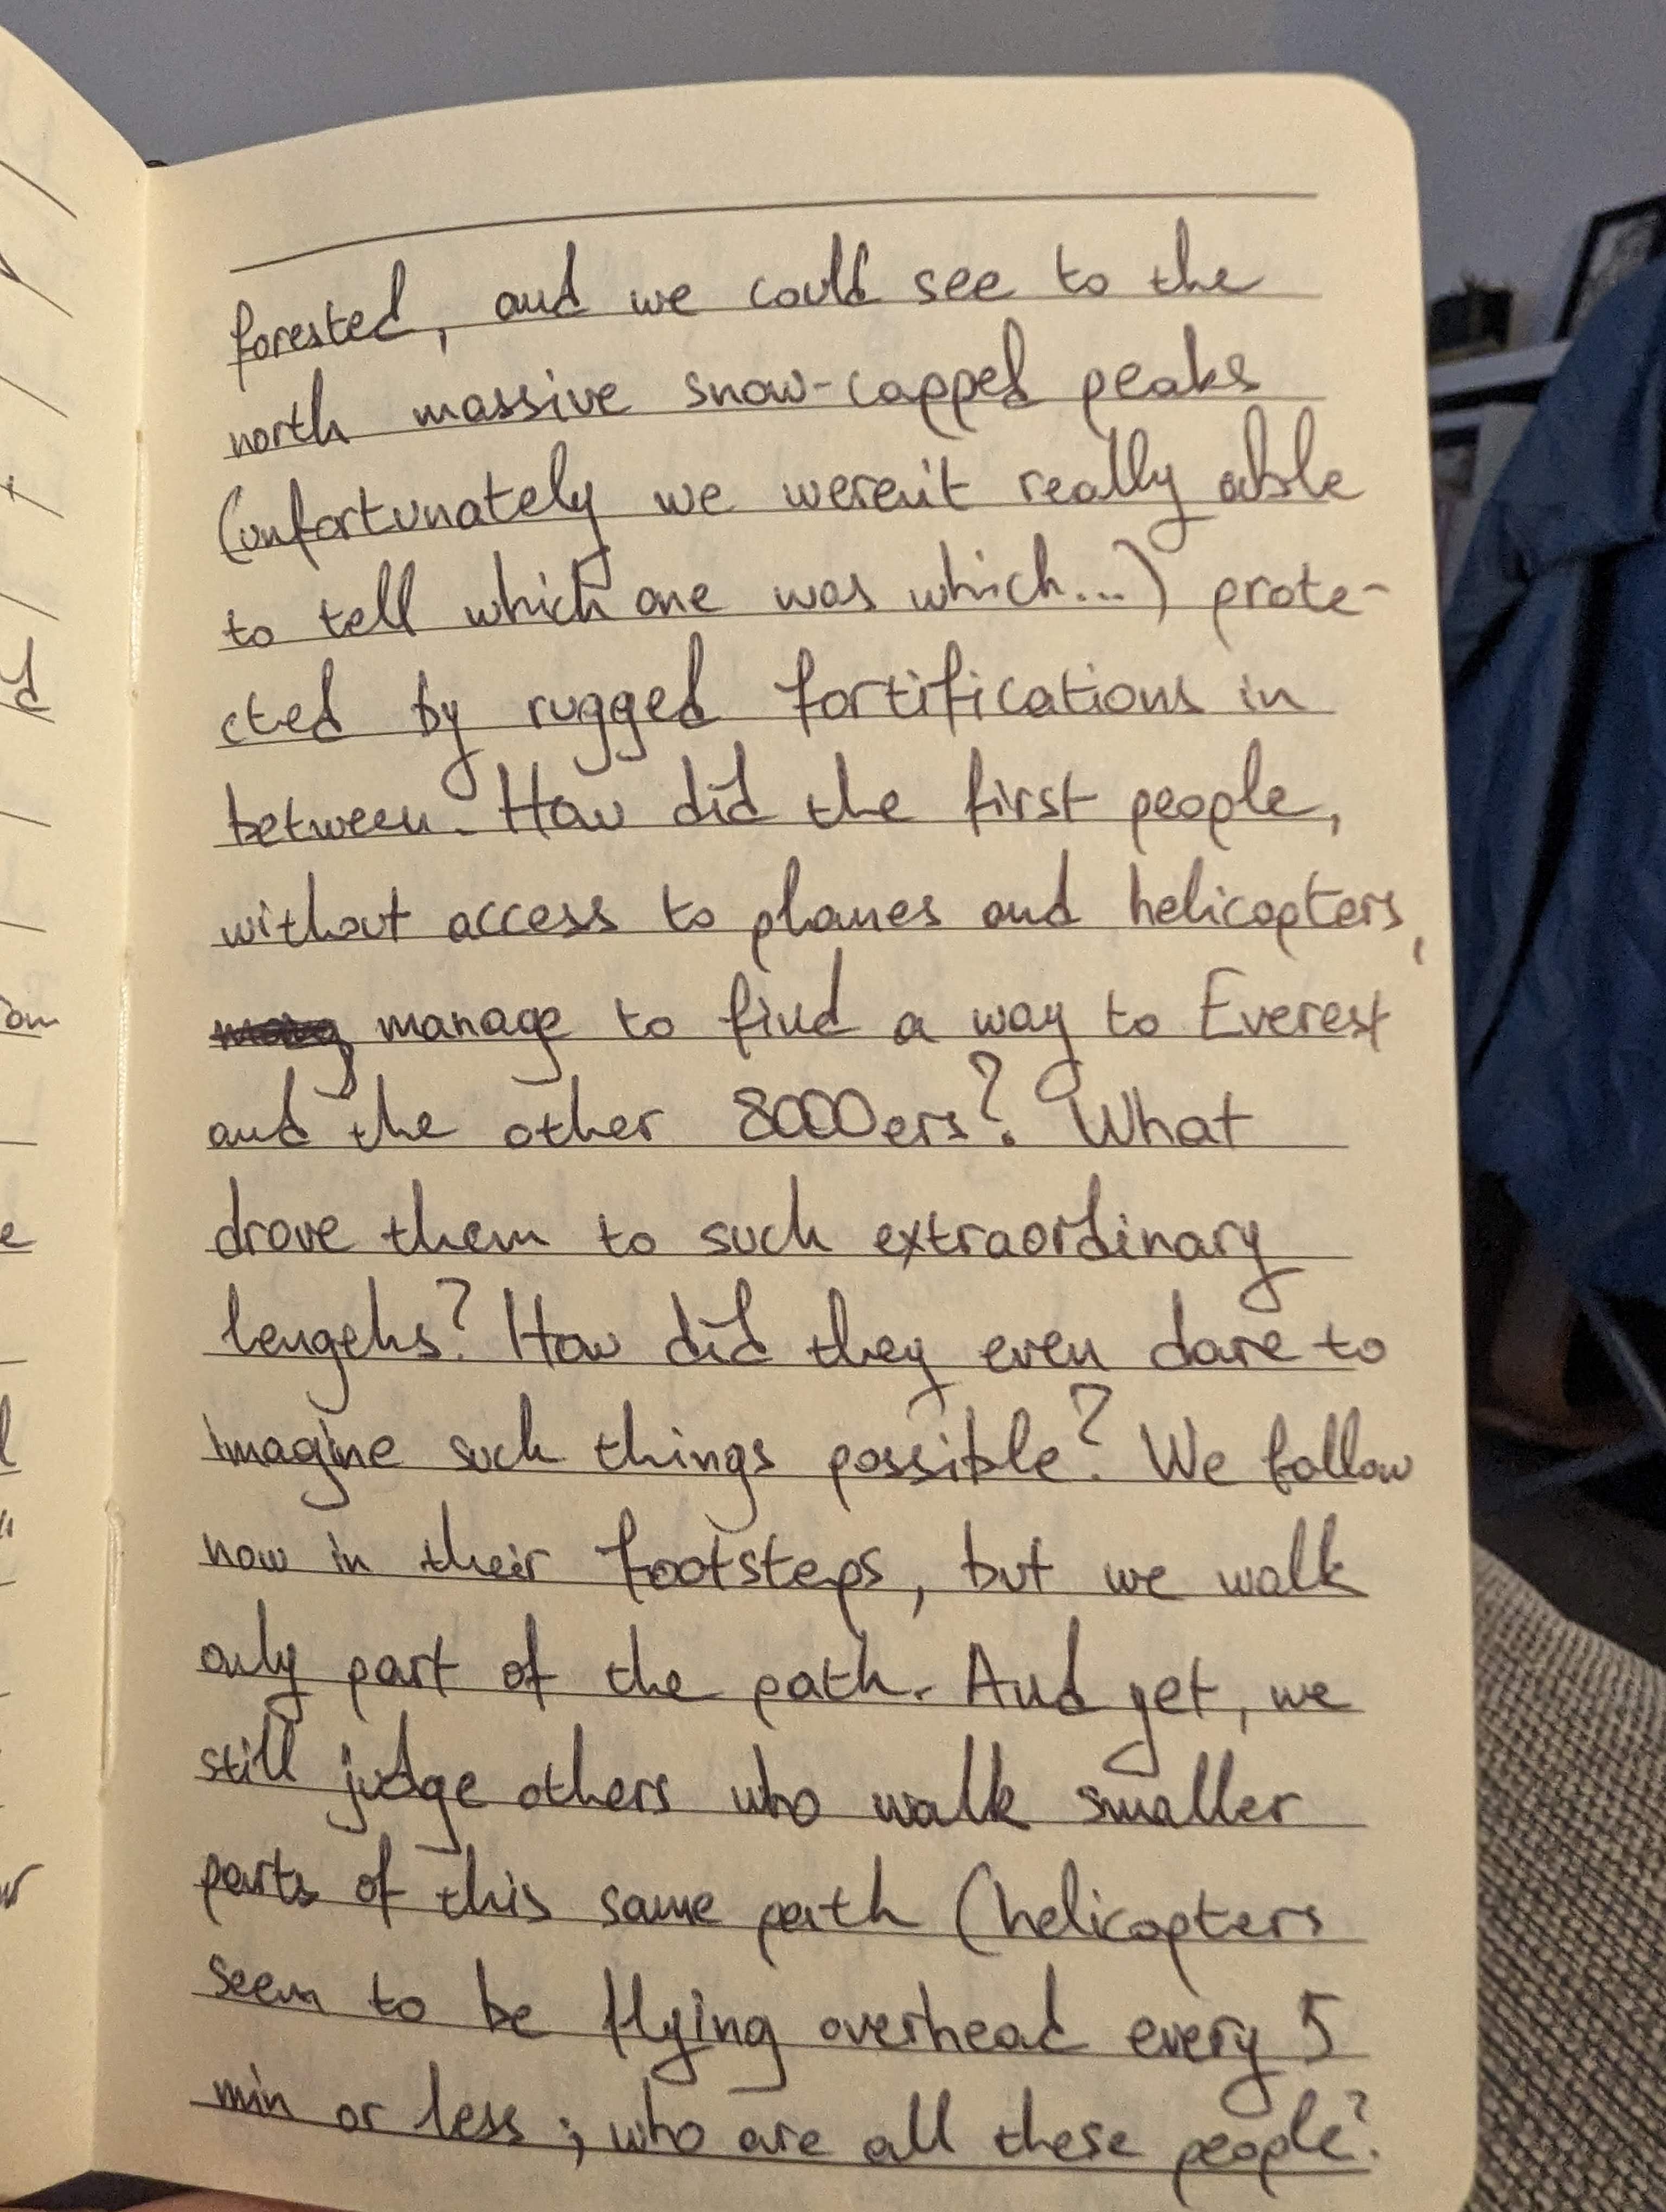 forested, and we could see to the
north massive snow-capped peaks
(unfortunately we weren't really able
to tell which one was which...) prote-
cted by rugged fortifications in
between. How did the first people,
without access to planes and helicopters,
manage to find a way to Everest
and the other 8000ers? What
drove them to such extraordinary
lengths? How did they even dare to
imagine such things possible? We follow
now in their footsteps, but we walk
only part of the path. And yet, we
still judge others who walk smaller
parts of this same path (helicopters
seem to be flying overhead every 5
min or less; who are all these people?